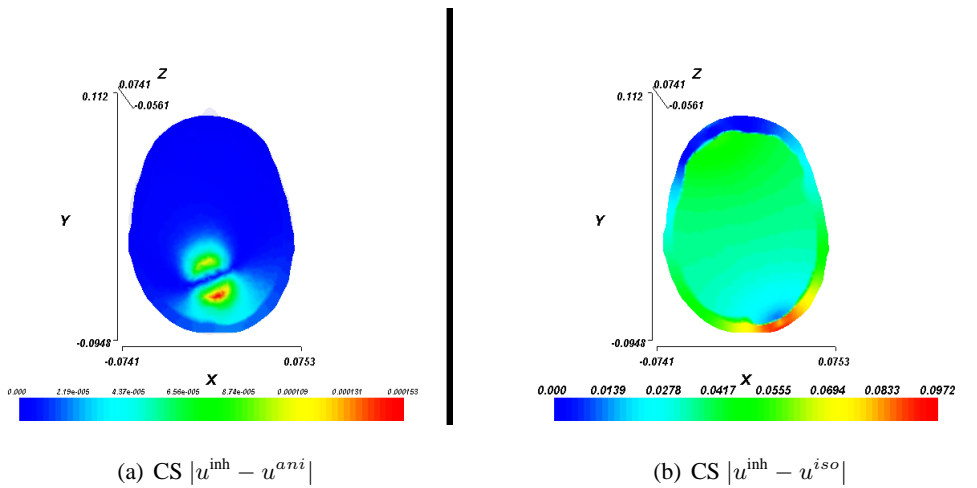 Z
0.0741
0.112
-0.0561
Y
-0.0948
-0.0741
0.0753
X
0.000 2.19e-005 4.37e-005 6.56e-005 8.74e-005 0.000109 0.000131 0.000153
(a) CS |u^inh − u^ani|
Z
0.0741
0.112
-0.0561
Y
-0.0948
-0.0741
0.0753
X
0.000 0.0139 0.0278 0.0417 0.0555 0.0694 0.0833 0.0972
(b) CS |u^inh − u^iso|